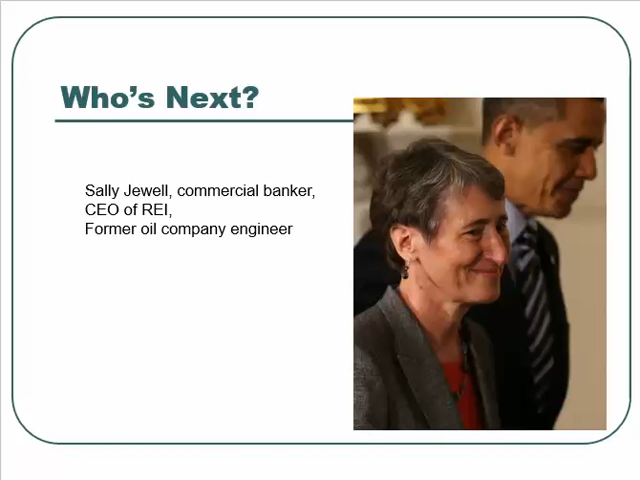 Who's Next?
Sally Jewell, commercial banker,
CEO of REI,
Former oil company engineer